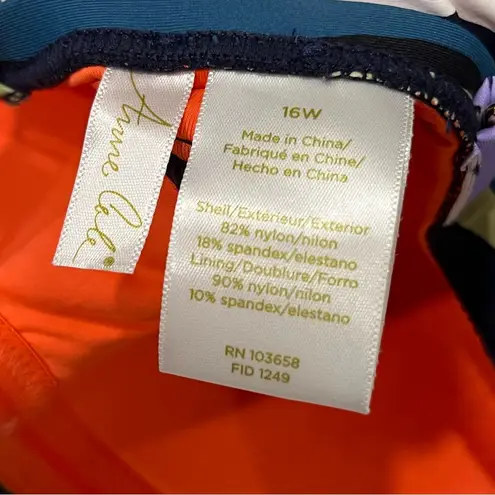 Anne Cole
16W
Made in China/
Fabriqué en Chine/
Hecho en China
Shell/Extérieur/Exterior
82% nylon/nilon
18% spandex/elestano
Lining/Doublure/Forro
90% nylon/nilon
10% spandex/elestano
RN 103658
FID 1249